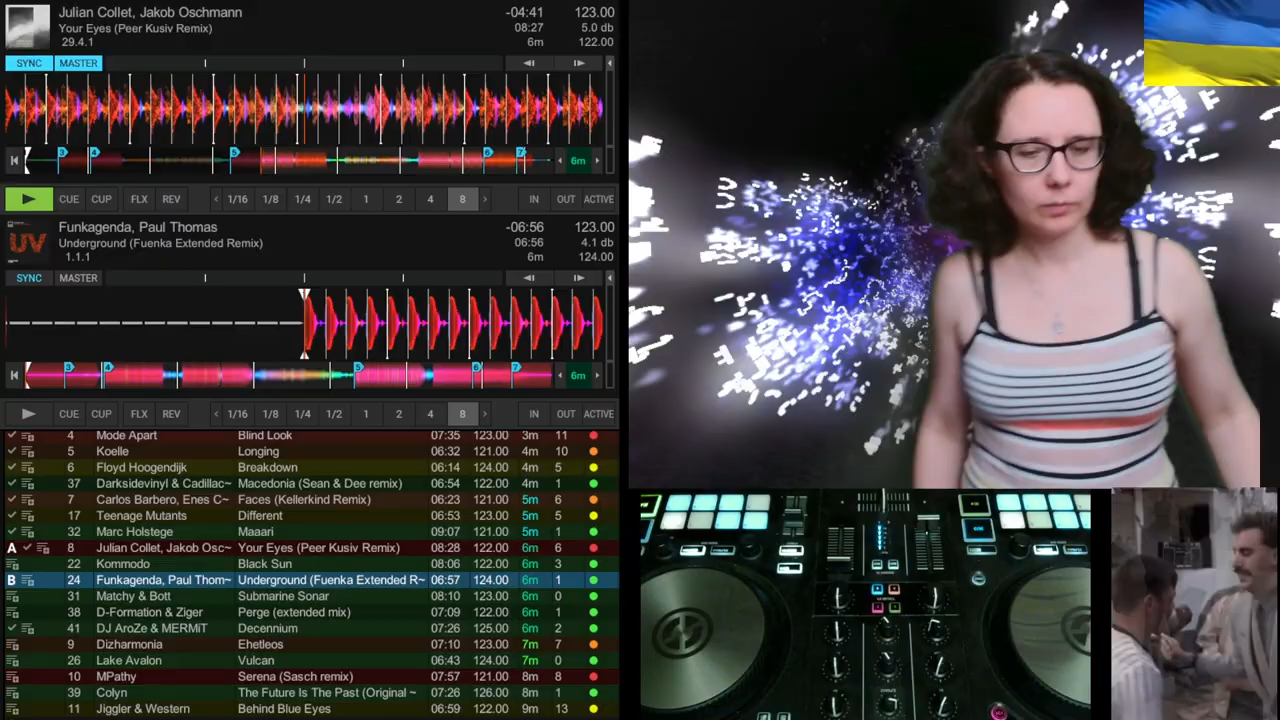 Julian Collet, Jakob Oschmann -04:41 123.00
Your Eyes (Peer Kusiv Remix) 08:27 5.0 db
29.4.1 6m 122.00
SYNC MASTER
3 4 5 6 7 6m
CUE CUP FLX REV 1/16 1/8 1/4 1/2 1 2 4 8 IN OUT ACTIVE
Funkagenda, Paul Thomas -06:56 123.00
UV
Underground (Fuenka Extended Remix) 06:56 4.1 db
1.1.1 6m 124.00
SYNC MASTER
3 4 5 6 7 6m
CUE CUP FLX REV 1/16 1/8 1/4 1/2 1 2 4 8 IN OUT ACTIVE
4 Mode Apart Blind Look 07:35 123.00 3m 11
5 Koelle Longing 06:32 121.00 4m 10
6 Floyd Hoogendijk Breakdown 06:14 124.00 4m 5
37 Darksidevinyl & Cadillac~ Macedonia (Sean & Dee remix) 06:54 122.00 4m 1
7 Carlos Barbero, Enes C~ Faces (Kellerkind Remix) 06:23 121.00 5m 6
17 Teenage Mutants Different 06:53 123.00 5m 5
32 Marc Holstege Maaari 09:07 121.00 5m 1
A 8 Julian Collet, Jakob Osc~ Your Eyes (Peer Kusiv Remix) 08:28 122.00 6m 6
22 Kommodo Black Sun 08:06 123.00 6m 3
B 24 Funkagenda, Paul Thom~ Underground (Fuenka Extended R~ 06:57 124.00 6m 1
31 Matchy & Bott Submarine Sonar 08:10 123.00 6m 0
38 D-Formation & Ziger Perge (extended mix) 07:09 122.00 6m 1
41 DJ AroZe & MERMiT Decennium 07:26 125.00 6m 2
9 Dizharmonia Ehetleos 07:10 123.00 7m 7
26 Lake Avalon Vulcan 06:43 124.00 7m 0
10 MPathy Serena (Sasch remix) 07:57 121.00 8m 8
39 Colyn The Future Is The Past (Original ~ 07:26 126.00 8m 0
11 Jiggler & Western Behind Blue Eyes 06:59 122.00 9m 13